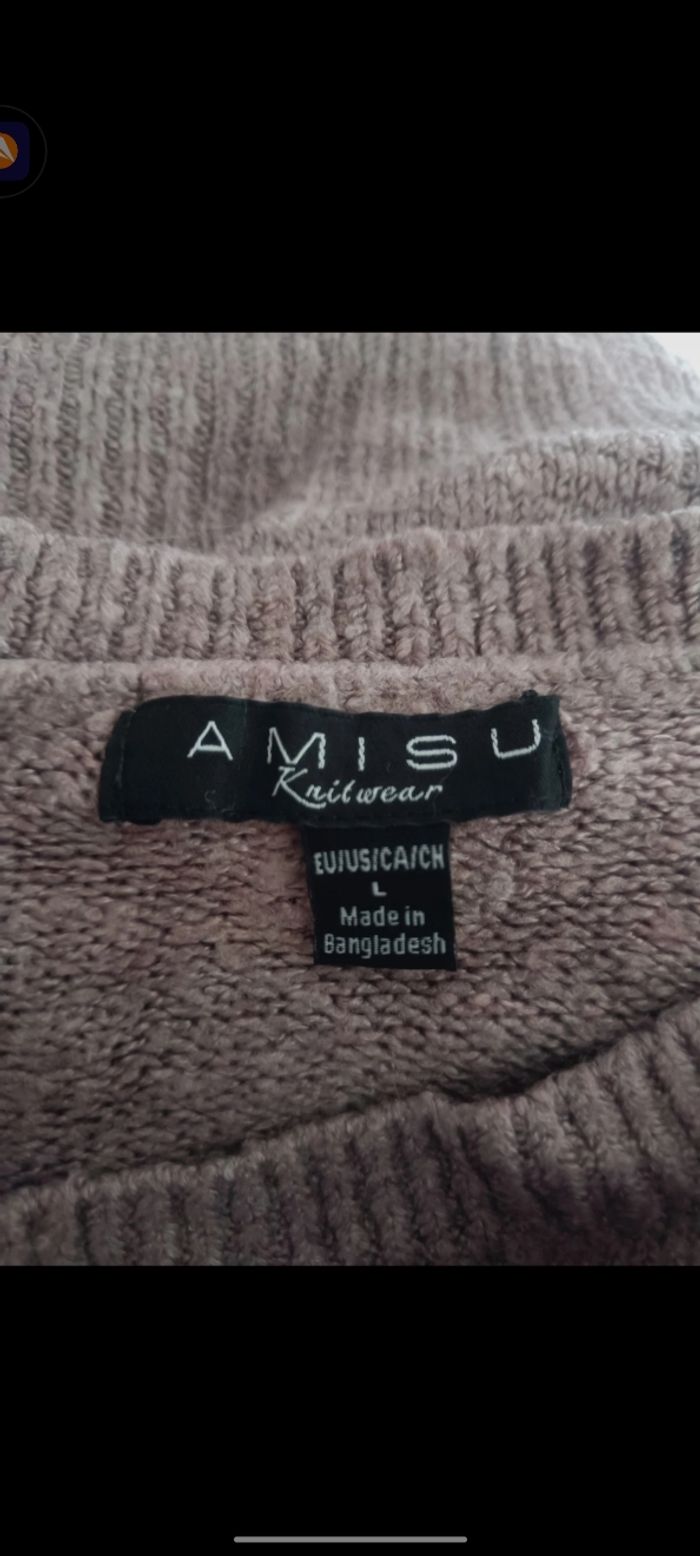 AMISU
Knitwear
EU/US/CA/CH
L
Made in
Bangladesh